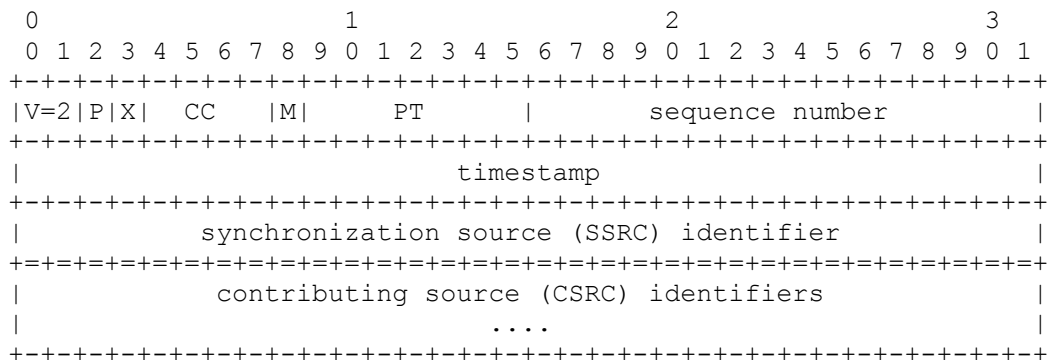 0                   1                   2                   3
 0 1 2 3 4 5 6 7 8 9 0 1 2 3 4 5 6 7 8 9 0 1 2 3 4 5 6 7 8 9 0 1
+-+-+-+-+-+-+-+-+-+-+-+-+-+-+-+-+-+-+-+-+-+-+-+-+-+-+-+-+-+-+-+-+
|V=2|P|X|  CC   |M|     PT      |       sequence number         |
+-+-+-+-+-+-+-+-+-+-+-+-+-+-+-+-+-+-+-+-+-+-+-+-+-+-+-+-+-+-+-+-+
|                           timestamp                           |
+-+-+-+-+-+-+-+-+-+-+-+-+-+-+-+-+-+-+-+-+-+-+-+-+-+-+-+-+-+-+-+-+
|           synchronization source (SSRC) identifier            |
+=+=+=+=+=+=+=+=+=+=+=+=+=+=+=+=+=+=+=+=+=+=+=+=+=+=+=+=+=+=+=+=+
|            contributing source (CSRC) identifiers             |
|                             ....                              |
+-+-+-+-+-+-+-+-+-+-+-+-+-+-+-+-+-+-+-+-+-+-+-+-+-+-+-+-+-+-+-+-+